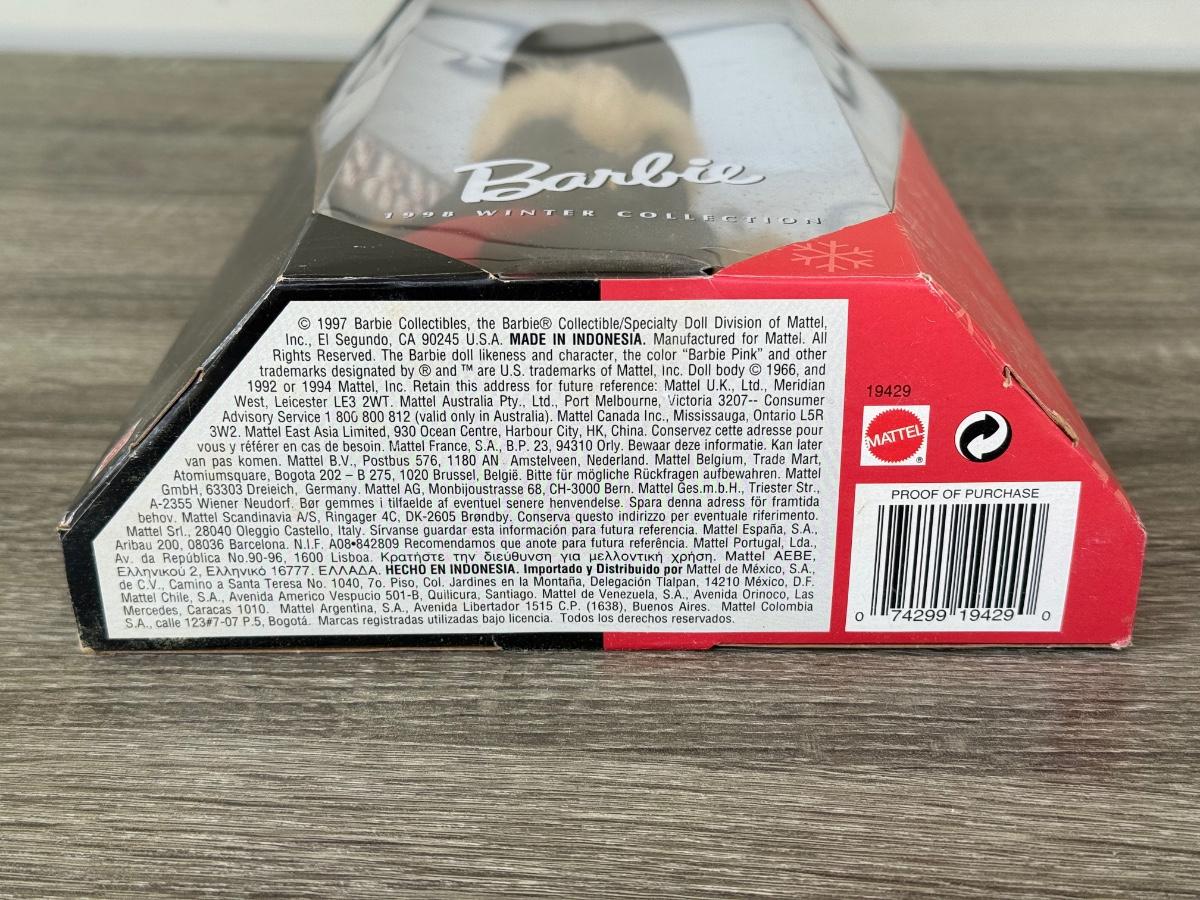 Barbie
1998 WINTER COLLECTION
© 1997 Barbie Collectibles, the Barbie® Collectible/Specialty Doll Division of Mattel,
Inc., El Segundo, CA 90245 U.S.A. MADE IN INDONESIA. Manufactured for Mattel. All
Rights Reserved. The Barbie doll likeness and character, the color “Barbie Pink” and other
trademarks designated by ® and ™ are U.S. trademarks of Mattel, Inc. Doll body © 1966, and
1992 or 1994 Mattel, Inc. Retain this address for future reference: Mattel U.K., Ltd., Meridian
West, Leicester LE3 2WT. Mattel Australia Pty., Ltd., Port Melbourne, Victoria 3207-- Consumer
Advisory Service 1 800 800 812 (valid only in Australia). Mattel Canada Inc., Mississauga, Ontario L5R
3W2. Mattel East Asia Limited, 930 Ocean Centre, Harbour City, HK, China. Conservez cette adresse pour
vous y référer en cas de besoin. Mattel France, S.A., B.P. 23, 94310 Orly. Bewaar deze informatie. Kan later
van pas komen. Mattel B.V., Postbus 576, 1180 AN Amstelveen, Nederland. Mattel Belgium, Trade Mart,
Atomiumsquare, Bogota 202 – B 275, 1020 Brussel, België. Bitte für mögliche Rückfragen aufbewahren. Mattel
GmbH, 63303 Dreieich, Germany. Mattel AG, Monbijoustrasse 68, CH-3000 Bern. Mattel Ges.m.b.H., Triester Str.,
A-2355 Wiener Neudorf. Bør gemmes i tilfaelde af eventuel senere henvendelse. Spara denna adress för framtida
behov. Mattel Scandinavia A/S, Ringager 4C, DK-2605 Brøndby. Conserva questo indirizzo per eventuale riferimento.
Mattel Srl., 28040 Oleggio Castello, Italy. Sírvanse guardar esta información para futura referencia. Mattel España, S.A.,
Aribau 200, 08036 Barcelona. N.I.F. A08•842809 Recomendamos que anote para futura referência. Mattel Portugal, Lda.,
Av. da República No.90-96, 1600 Lisboa. Κρατήστε την διεύθυνση για μελλοντική χρήση. Mattel AEBE,
Ελληνικού 2, Ελληνικό 16777. ΕΛΛΑΔΑ. HECHO EN INDONESIA. Importado y Distribuido por Mattel de México, S.A.,
de C.V., Camino a Santa Teresa No. 1040, 7o. Piso, Col. Jardines en la Montaña, Delegación Tlalpan, 14210 México, D.F.
Mattel Chile, S.A., Avenida Americo Vespucio 501-B, Quilicura, Santiago. Mattel de Venezuela, S.A., Avenida Orinoco, Las
Mercedes, Caracas 1010. Mattel Argentina, S.A., Avenida Libertador 1515 C.P. (1638), Buenos Aires. Mattel Colombia
S.A., calle 123#7-07 P.5, Bogotá. Marcas registradas utilizadas bajo licencia. Todos los derechos reservados.
19429
MATTEL®
PROOF OF PURCHASE
0 74299 19429 0